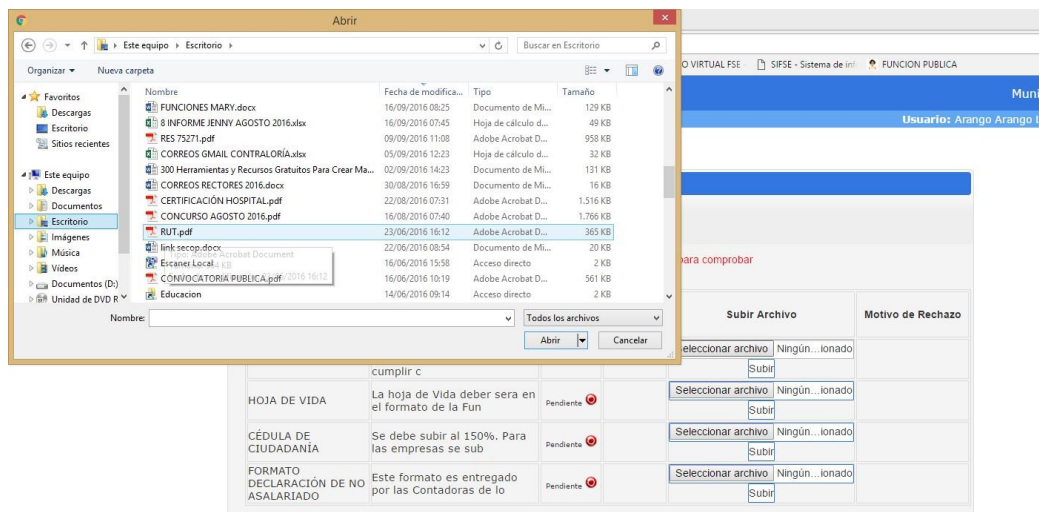 Abrir
Este equipo Escritorio
Buscar en Escritorio
Organizar Nueva carpeta
Favoritos
Descargas
Escritorio
Sitios recientes
Este equipo
Descargas
Documentos
Escritorio
Imágenes
Música
Vídeos
Documentos (D:)
Unidad de DVD R
Nombre Fecha de modifica... Tipo Tamaño
FUNCIONES MARY.docx 16/09/2016 08:25 Documento de Mi... 129 KB
8 INFORME JENNY AGOSTO 2016.xlsx 16/09/2016 07:45 Hoja de cálculo d... 49 KB
RES 75271.pdf 09/09/2016 11:08 Adobe Acrobat D... 958 KB
CORREOS GMAIL CONTRALORÍA.xlsx 05/09/2016 12:23 Hoja de cálculo d... 32 KB
300 Herramientas y Recursos Gratuitos Para Crear Ma... 02/09/2016 14:23 Documento de Mi... 131 KB
CORREOS RECTORES 2016.docx 30/08/2016 16:59 Documento de Mi... 16 KB
CERTIFICACIÓN HOSPITAL.pdf 22/08/2016 07:31 Adobe Acrobat D... 1.516 KB
CONCURSO AGOSTO 2016.pdf 16/08/2016 07:40 Adobe Acrobat D... 1.766 KB
RUT.pdf 23/06/2016 16:12 Adobe Acrobat D... 365 KB
link secop.docx 22/06/2016 08:54 Documento de Mi... 20 KB
Tipo: Adobe Acrobat Document
Escaner Local 16/06/2016 15:58 Acceso directo 2 KB
CONVOCATORIA PUBLICA.pdf 16/06/2016 10:19 Adobe Acrobat D... 561 KB
Educacion 14/06/2016 09:14 Acceso directo 2 KB
Nombre: Todos los archivos
Abrir Cancelar
O VIRTUAL FSE SIFSE - Sistema de inf FUNCION PUBLICA
Muni
Usuario: Arango Arango L
para comprobar
Subir Archivo Motivo de Rechazo
cumplir c
Seleccionar archivo Ningún...ionado
Subir
HOJA DE VIDA
La hoja de Vida deber sera en
el formato de la Fun
Pendiente
Seleccionar archivo Ningún...ionado
Subir
CÉDULA DE
CIUDADANÍA
Se debe subir al 150%. Para
las empresas se sub
Pendiente
Seleccionar archivo Ningún...ionado
Subir
FORMATO
DECLARACIÓN DE NO
ASALARIADO
Este formato es entregado
por las Contadoras de lo
Pendiente
Seleccionar archivo Ningún...ionado
Subir